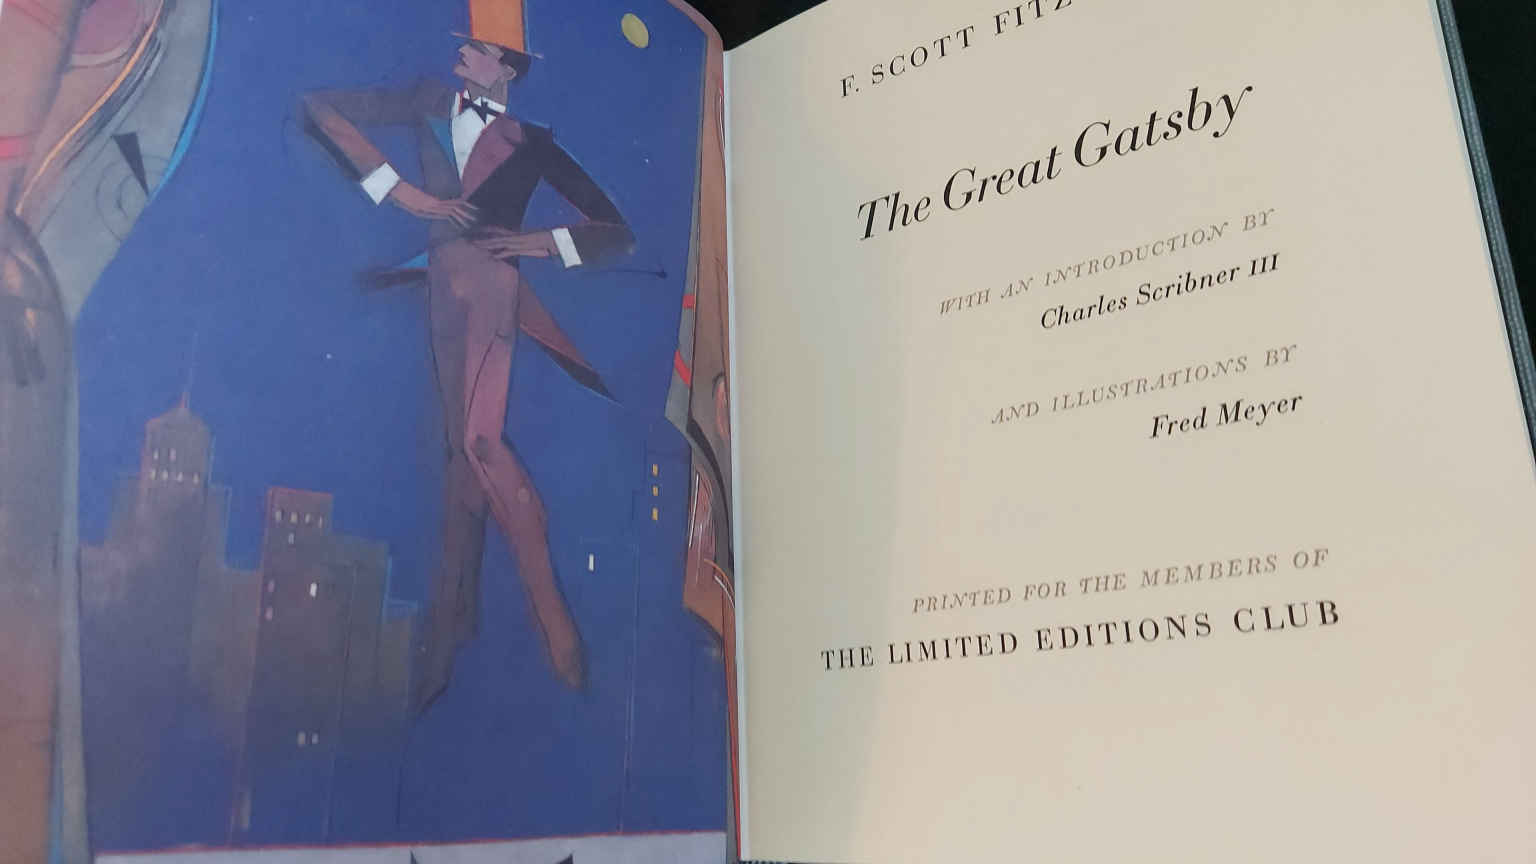 F. SCOTT FITZ
The Great Gatsby
WITH AN INTRODUCTION BY
Charles Scribner III
AND ILLUSTRATIONS BY
Fred Meyer
PRINTED FOR THE MEMBERS OF
THE LIMITED EDITIONS CLUB